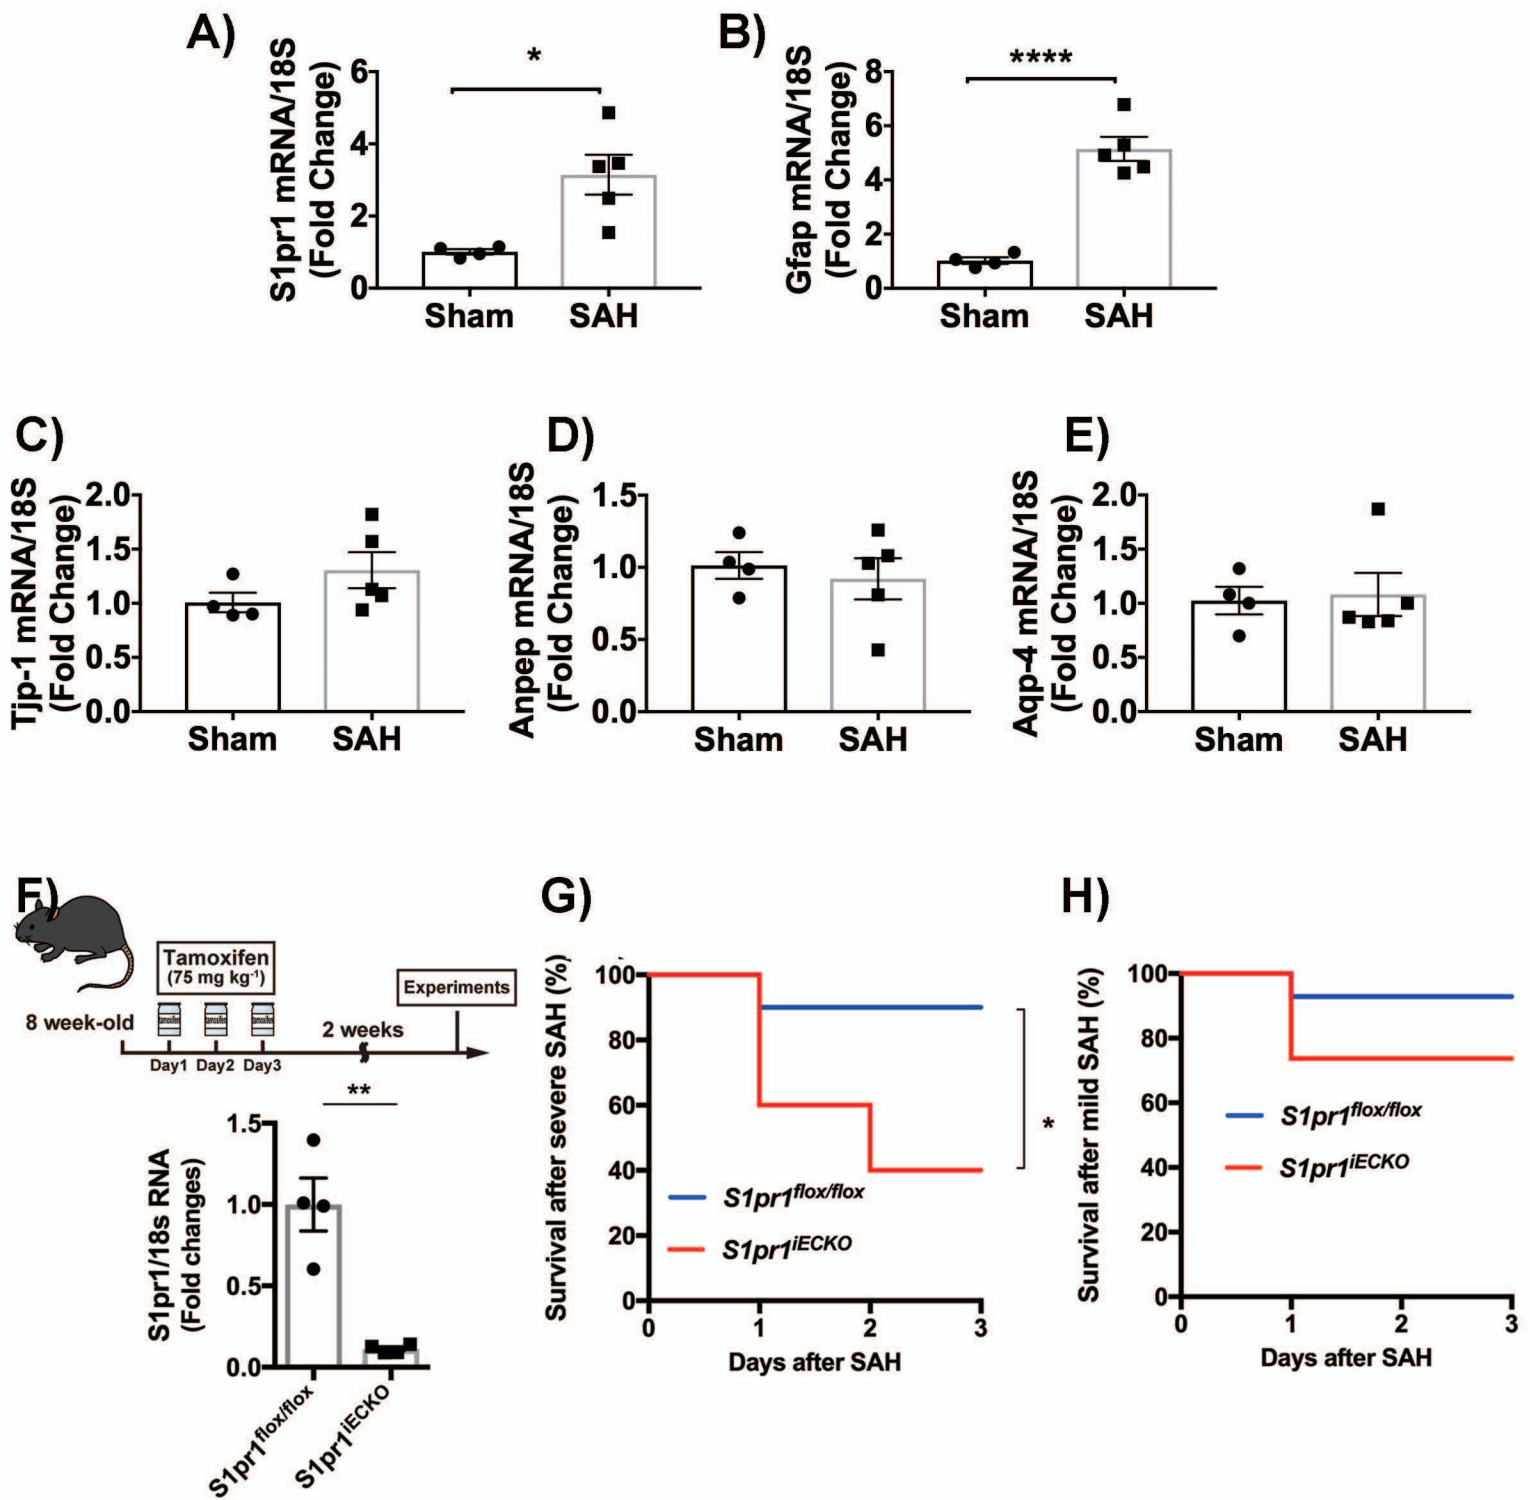 A)
S1pr1 mRNA/18S
(Fold Change)
6
4
2
0
*
Sham
SAH
B)
Gfap mRNA/18S
(Fold Change)
8
6
4
2
0
****
Sham
SAH
C)
Tjp-1 mRNA/18S
(Fold Change)
2.0
1.5
1.0
0.5
0.0
Sham
SAH
D)
Anpep mRNA/18S
(Fold Change)
1.5
1.0
0.5
0.0
Sham
SAH
E)
Aqp-4 mRNA/18S
(Fold Change)
2.0
1.5
1.0
0.5
0.0
Sham
SAH
F)
Tamoxifen
(75 mg kg-1)
Experiments
8 week-old
tamoxifen
tamoxifen
tamoxifen
2 weeks
Day1
Day2
Day3
**
S1pr1/18s RNA
(Fold changes)
1.5
1.0
0.5
0.0
S1pr1flox/flox
S1pr1iECKO
G)
Survival after severe SAH (%)
100
80
60
40
20
0
*
S1pr1flox/flox
S1pr1iECKO
0
1
2
3
Days after SAH
H)
Survival after mild SAH (%)
100
80
60
40
20
0
S1pr1flox/flox
S1pr1iECKO
0
1
2
3
Days after SAH